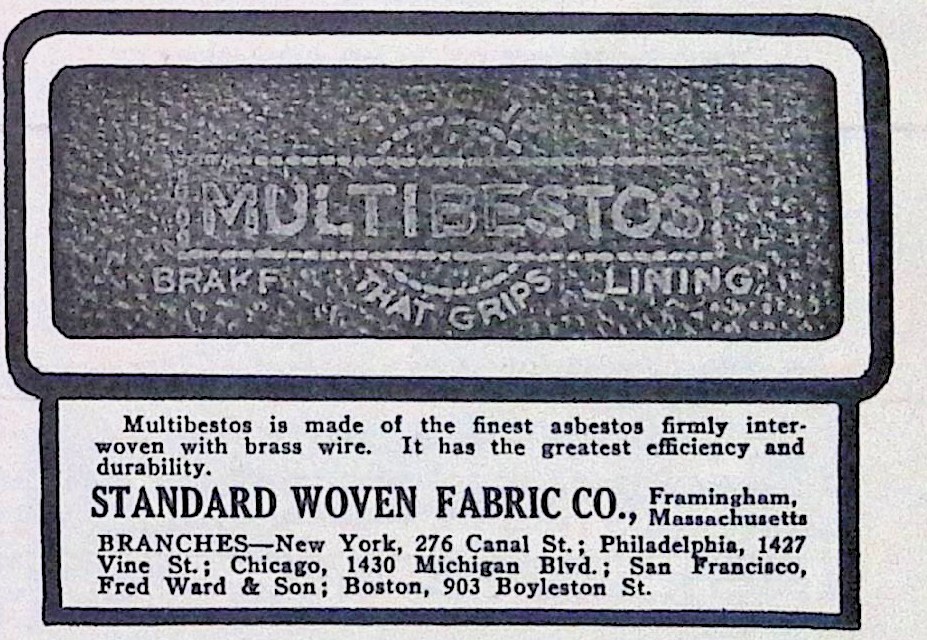 MULTIBESTOS
BRAKE THAT GRIPS LINING
Multibestos is made of the finest asbestos firmly inter-
woven with brass wire. It has the greatest efficiency and
durability.
STANDARD WOVEN FABRIC CO., Framingham,
Massachusetts
BRANCHES—New York, 276 Canal St.; Philadelphia, 1427
Vine St.; Chicago, 1430 Michigan Blvd.; San Francisco,
Fred Ward & Son; Boston, 903 Boyleston St.